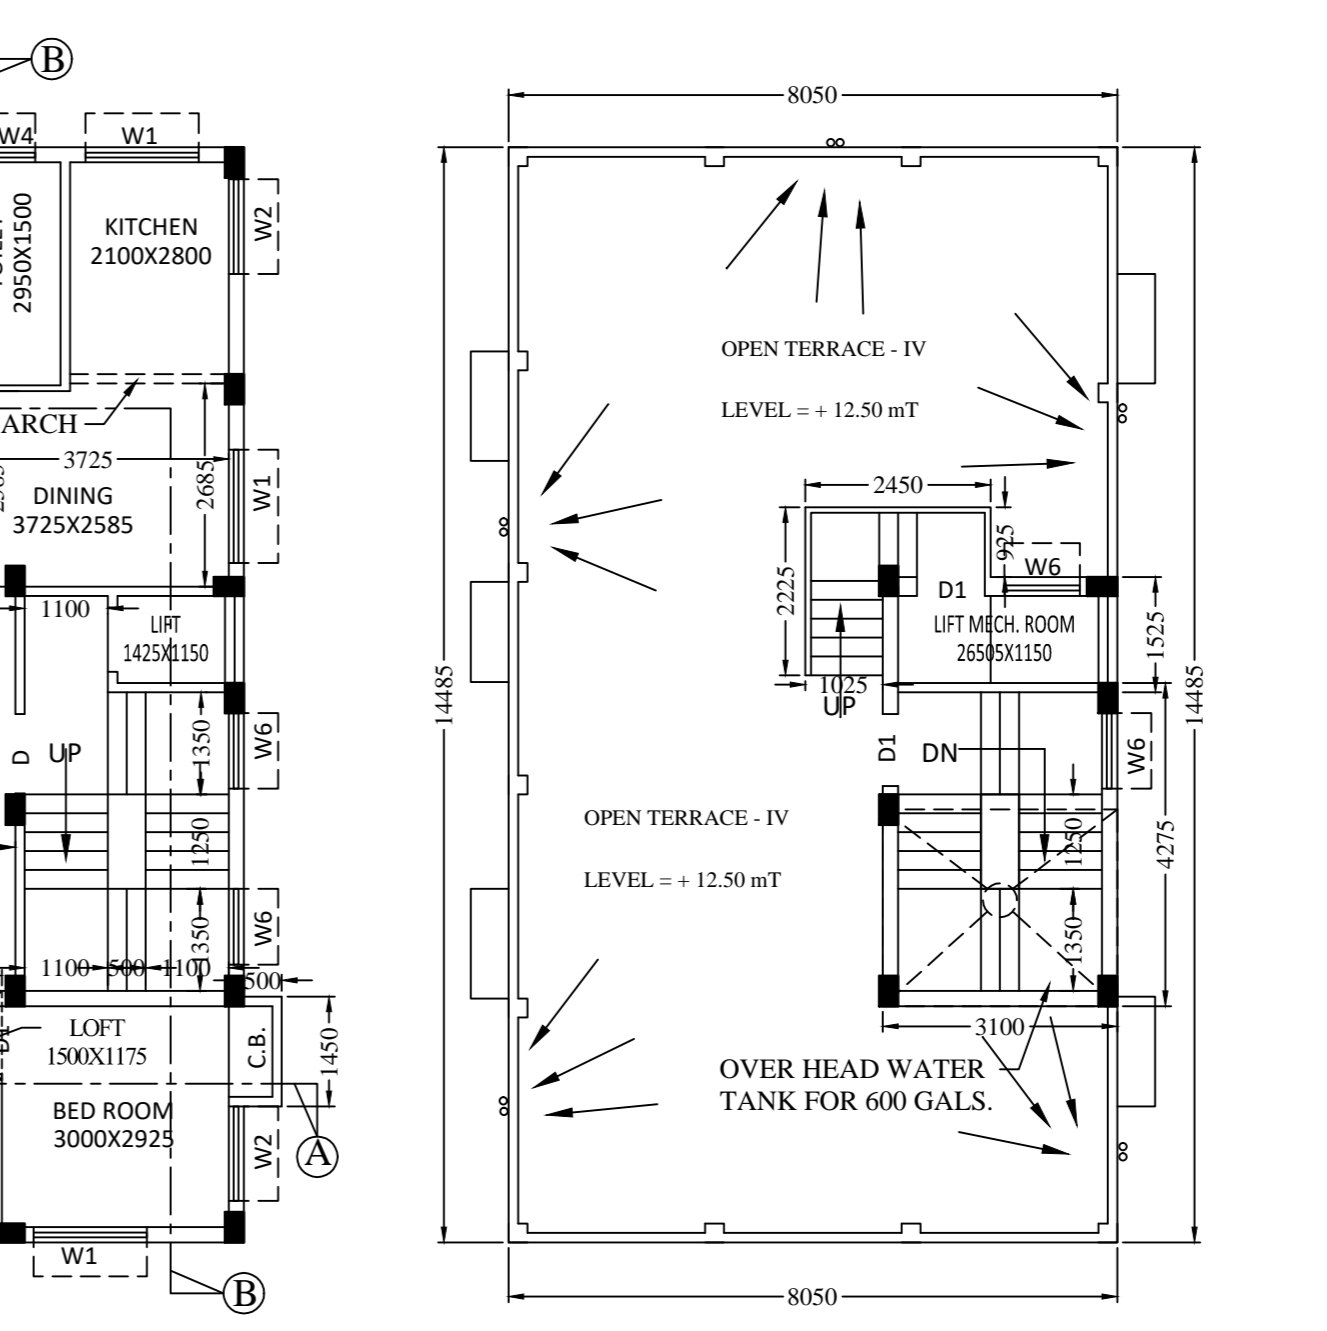 B
W4
W1
2950X1500
KITCHEN
2100X2800
W2
ARCH
3725
2685
DINING
3725X2585
W1
1100
LIFT
1425X1150
1350
W6
D
UP
1250
1350
W6
1100
500
1100
500
LOFT
1500X1175
C.B.
1450
BED ROOM
3000X2925
A
W2
W1
B
8050
14485
OPEN TERRACE - IV
LEVEL = + 12.50 mT
2450
925
W6
2225
D1
LIFT MECH. ROOM
26505X1150
1525
1025
UP
14485
D1
DN
W6
OPEN TERRACE - IV
LEVEL = + 12.50 mT
1250
4275
1350
3100
OVER HEAD WATER
TANK FOR 600 GALS.
8050